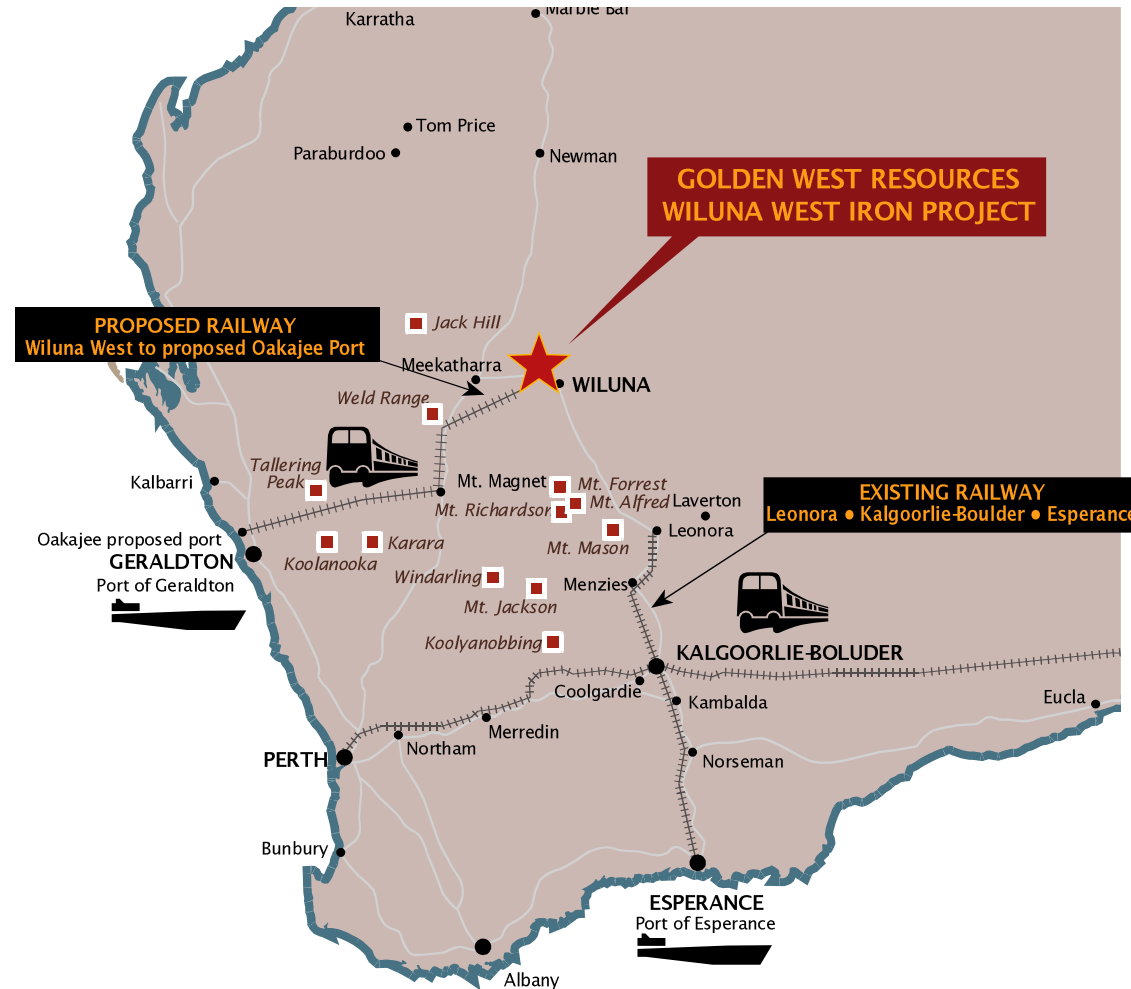 Karratha
Marble Bar
Tom Price
Paraburdoo
Newman
GOLDEN WEST RESOURCES
WILUNA WEST IRON PROJECT
PROPOSED RAILWAY
Wiluna West to proposed Oakajee Port
Jack Hill
Meekatharra
WILUNA
Weld Range
Tallering
Peak
Kalbarri
Mt. Magnet
Mt. Forrest
Mt. Richardson
Mt. Alfred
Laverton
Leonora
EXISTING RAILWAY
Leonora ● Kalgoorlie-Boulder ● Esperance
Oakajee proposed port
GERALDTON
Port of Geraldton
Koolanooka
Karara
Mt. Mason
Windarling
Mt. Jackson
Menzies
Koolyanobbing
KALGOORLIE-BOLUDER
Coolgardie
Kambalda
Eucla
Merredin
Northam
PERTH
Norseman
Bunbury
ESPERANCE
Port of Esperance
Albany